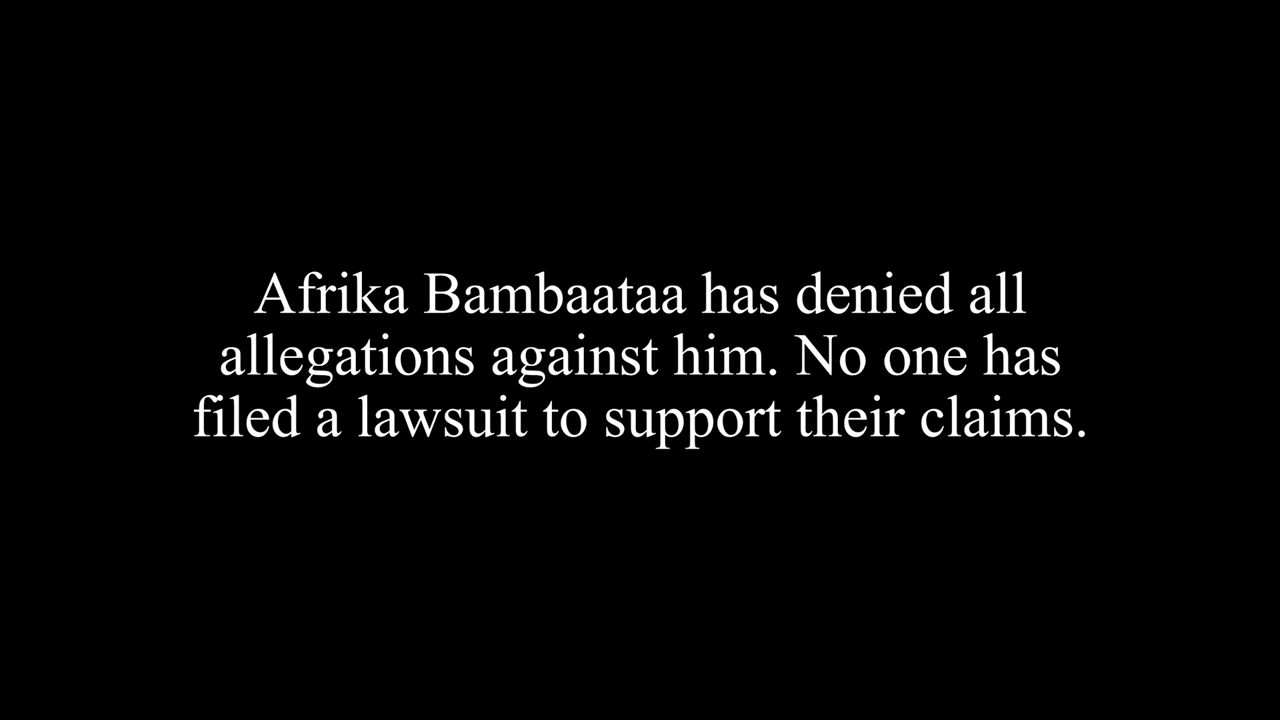 Afrika Bambaataa has denied all
allegations against him. No one has
filed a lawsuit to support their claims.